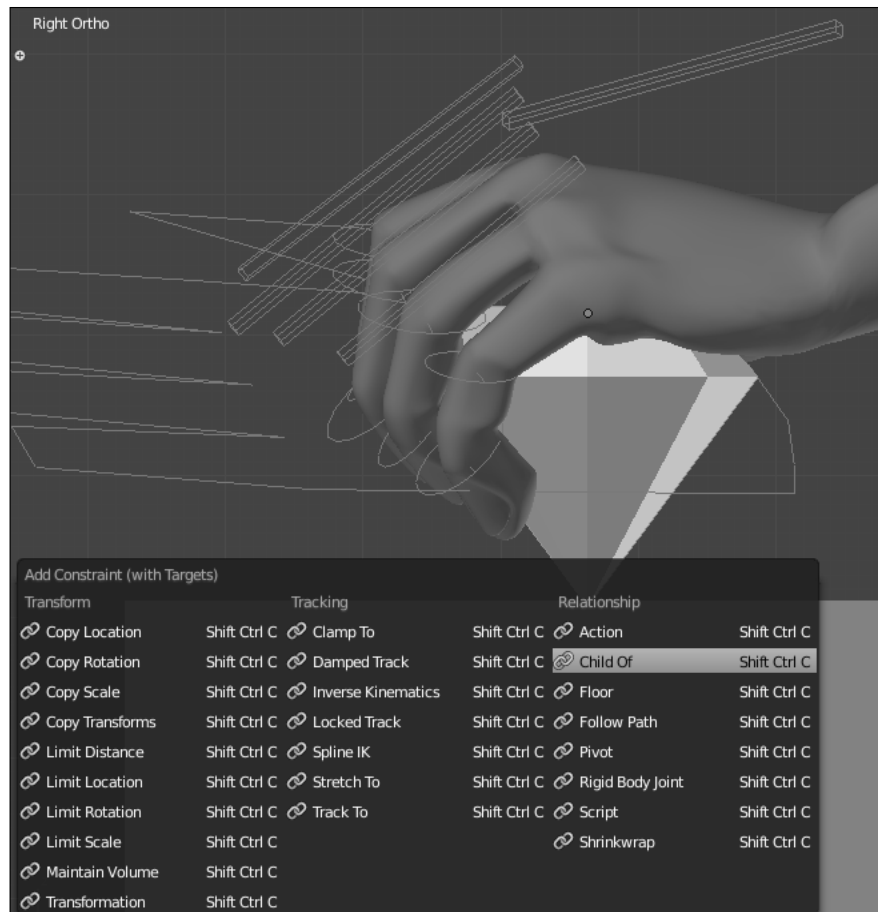 Right Ortho
Add Constraint (with Targets)
Transform Tracking Relationship
Copy Location Shift Ctrl C Clamp To Shift Ctrl C Action Shift Ctrl C
Copy Rotation Shift Ctrl C Damped Track Shift Ctrl C Child Of Shift Ctrl C
Copy Scale Shift Ctrl C Inverse Kinematics Shift Ctrl C Floor Shift Ctrl C
Copy Transforms Shift Ctrl C Locked Track Shift Ctrl C Follow Path Shift Ctrl C
Limit Distance Shift Ctrl C Spline IK Shift Ctrl C Pivot Shift Ctrl C
Limit Location Shift Ctrl C Stretch To Shift Ctrl C Rigid Body Joint Shift Ctrl C
Limit Rotation Shift Ctrl C Track To Shift Ctrl C Script Shift Ctrl C
Limit Scale Shift Ctrl C Shrinkwrap Shift Ctrl C
Maintain Volume Shift Ctrl C
Transformation Shift Ctrl C